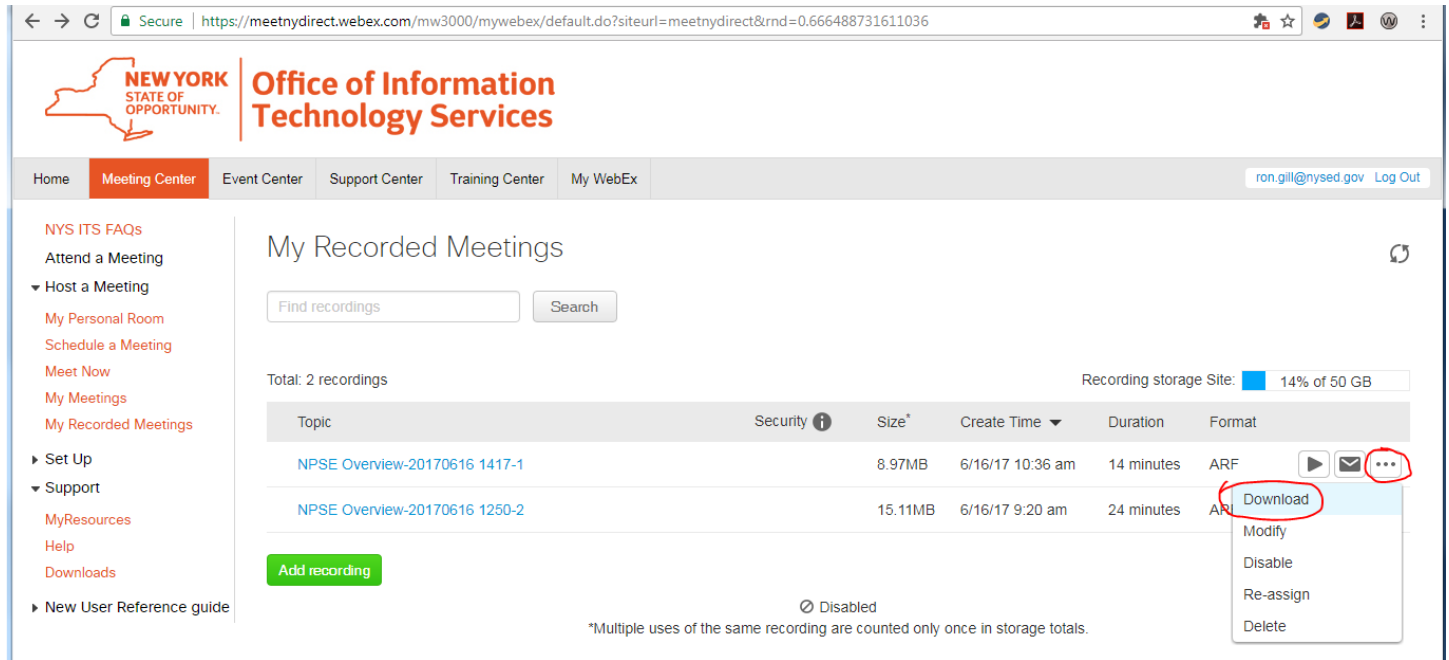 Secure | https://meetnydirect.webex.com/mw3000/mywebex/default.do?siteurl=meetnydirect&rnd=0.666488731611036
NEW YORK
STATE OF
OPPORTUNITY.
Office of Information
Technology Services
Home Meeting Center Event Center Support Center Training Center My WebEx ron.gill@nysed.gov Log Out
NYS ITS FAQs
Attend a Meeting
Host a Meeting
My Personal Room
Schedule a Meeting
Meet Now
My Meetings
My Recorded Meetings
Set Up
Support
MyResources
Help
Downloads
New User Reference guide
My Recorded Meetings
Find recordings Search
Total: 2 recordings Recording storage Site: 14% of 50 GB
Topic Security Size* Create Time Duration Format
NPSE Overview-20170616 1417-1 8.97MB 6/16/17 10:36 am 14 minutes ARF
NPSE Overview-20170616 1250-2 15.11MB 6/16/17 9:20 am 24 minutes
Download
Modify
Disable
Re-assign
Delete
Add recording
Disabled
*Multiple uses of the same recording are counted only once in storage totals.